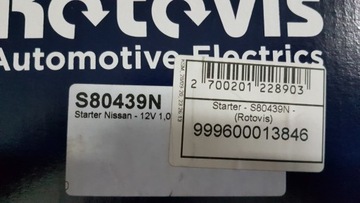 Rotovis
Automotive Electrics
S80439N
Starter Nissan - 12V 1,0
2 700201 228903
Starter - S80439N -
(Rotovis)
999600013846